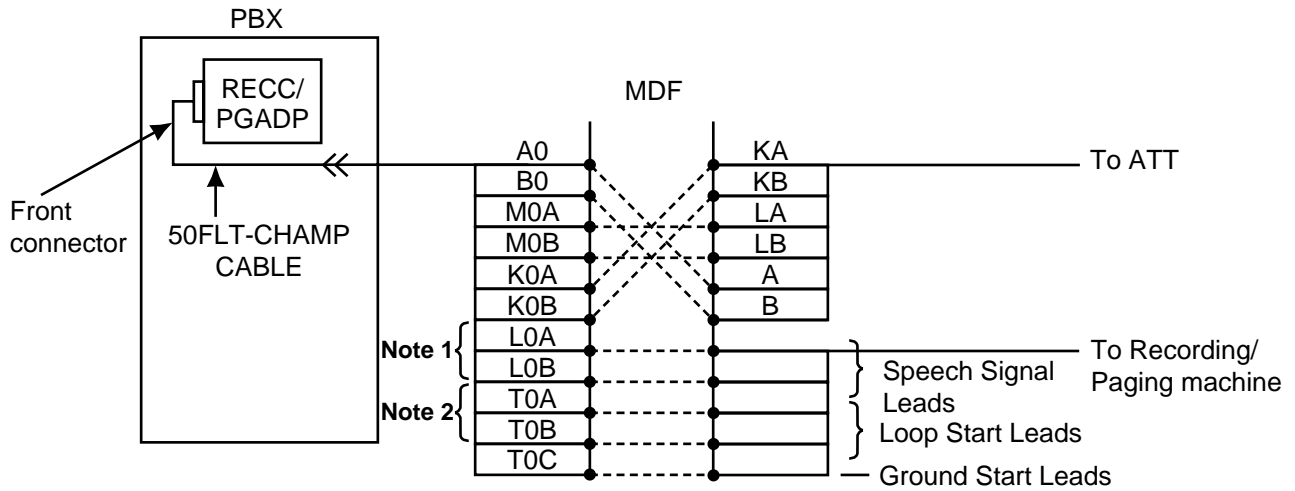 PBX
RECC/
PGADP
Front
connector
50FLT-CHAMP
CABLE
MDF
A0
B0
M0A
M0B
K0A
K0B
L0A
L0B
T0A
T0B
T0C
Note 1
Note 2
KA
KB
LA
LB
A
B
To ATT
To Recording/
Paging machine
Speech Signal
Leads
Loop Start Leads
Ground Start Leads